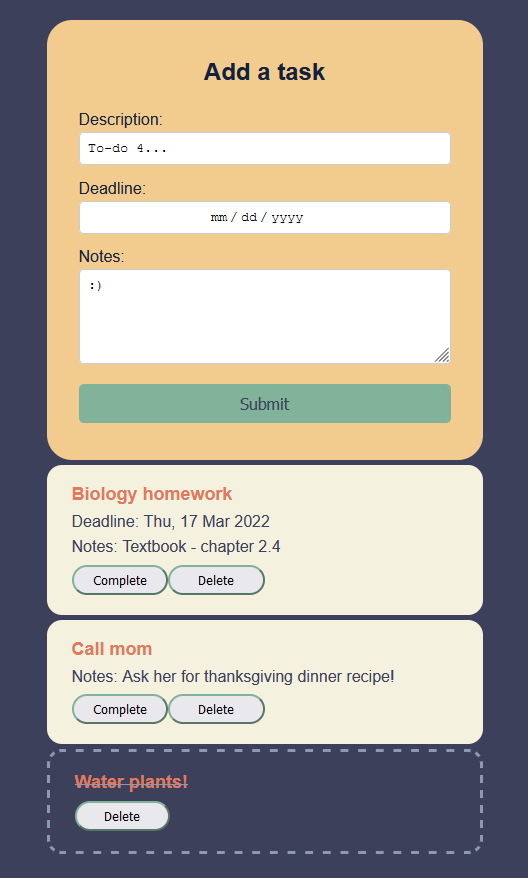 Add a task
Description:
To-do 4...
Deadline:
mm / dd / yyyy
Notes:
:)
Submit
Biology homework
Deadline: Thu, 17 Mar 2022
Notes: Textbook - chapter 2.4
Complete Delete
Call mom
Notes: Ask her for thanksgiving dinner recipe!
Complete Delete
Water plants!
Delete